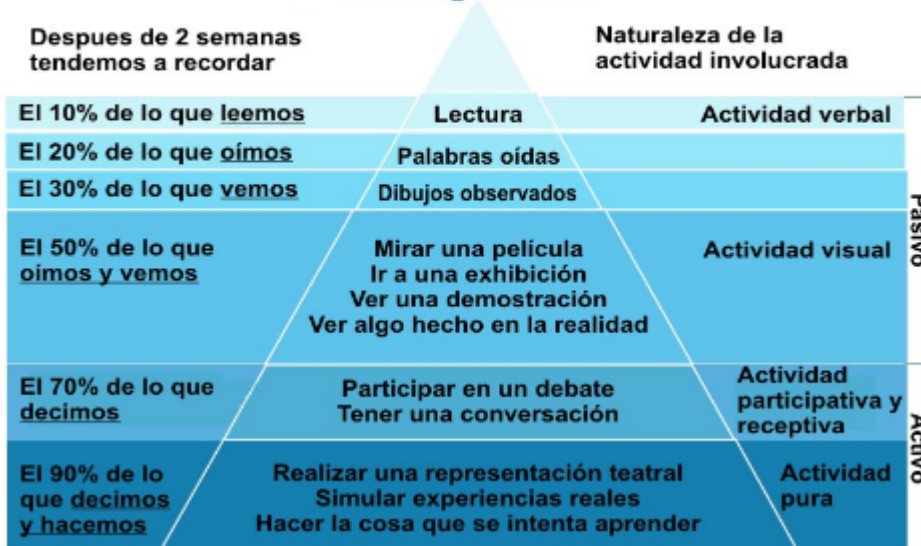 Despues de 2 semanas
tendemos a recordar
Naturaleza de la
actividad involucrada
El 10% de lo que leemos
Lectura
Actividad verbal
El 20% de lo que oímos
Palabras oídas
El 30% de lo que vemos
Dibujos observados
El 50% de lo que
oimos y vemos
Mirar una película
Ir a una exhibición
Ver una demostración
Ver algo hecho en la realidad
Actividad visual
Pasivo
El 70% de lo que
decimos
Participar en un debate
Tener una conversación
Actividad
participativa y
receptiva
El 90% de lo
que decimos
y hacemos
Realizar una representación teatral
Simular experiencias reales
Hacer la cosa que se intenta aprender
Actividad
pura
Activo